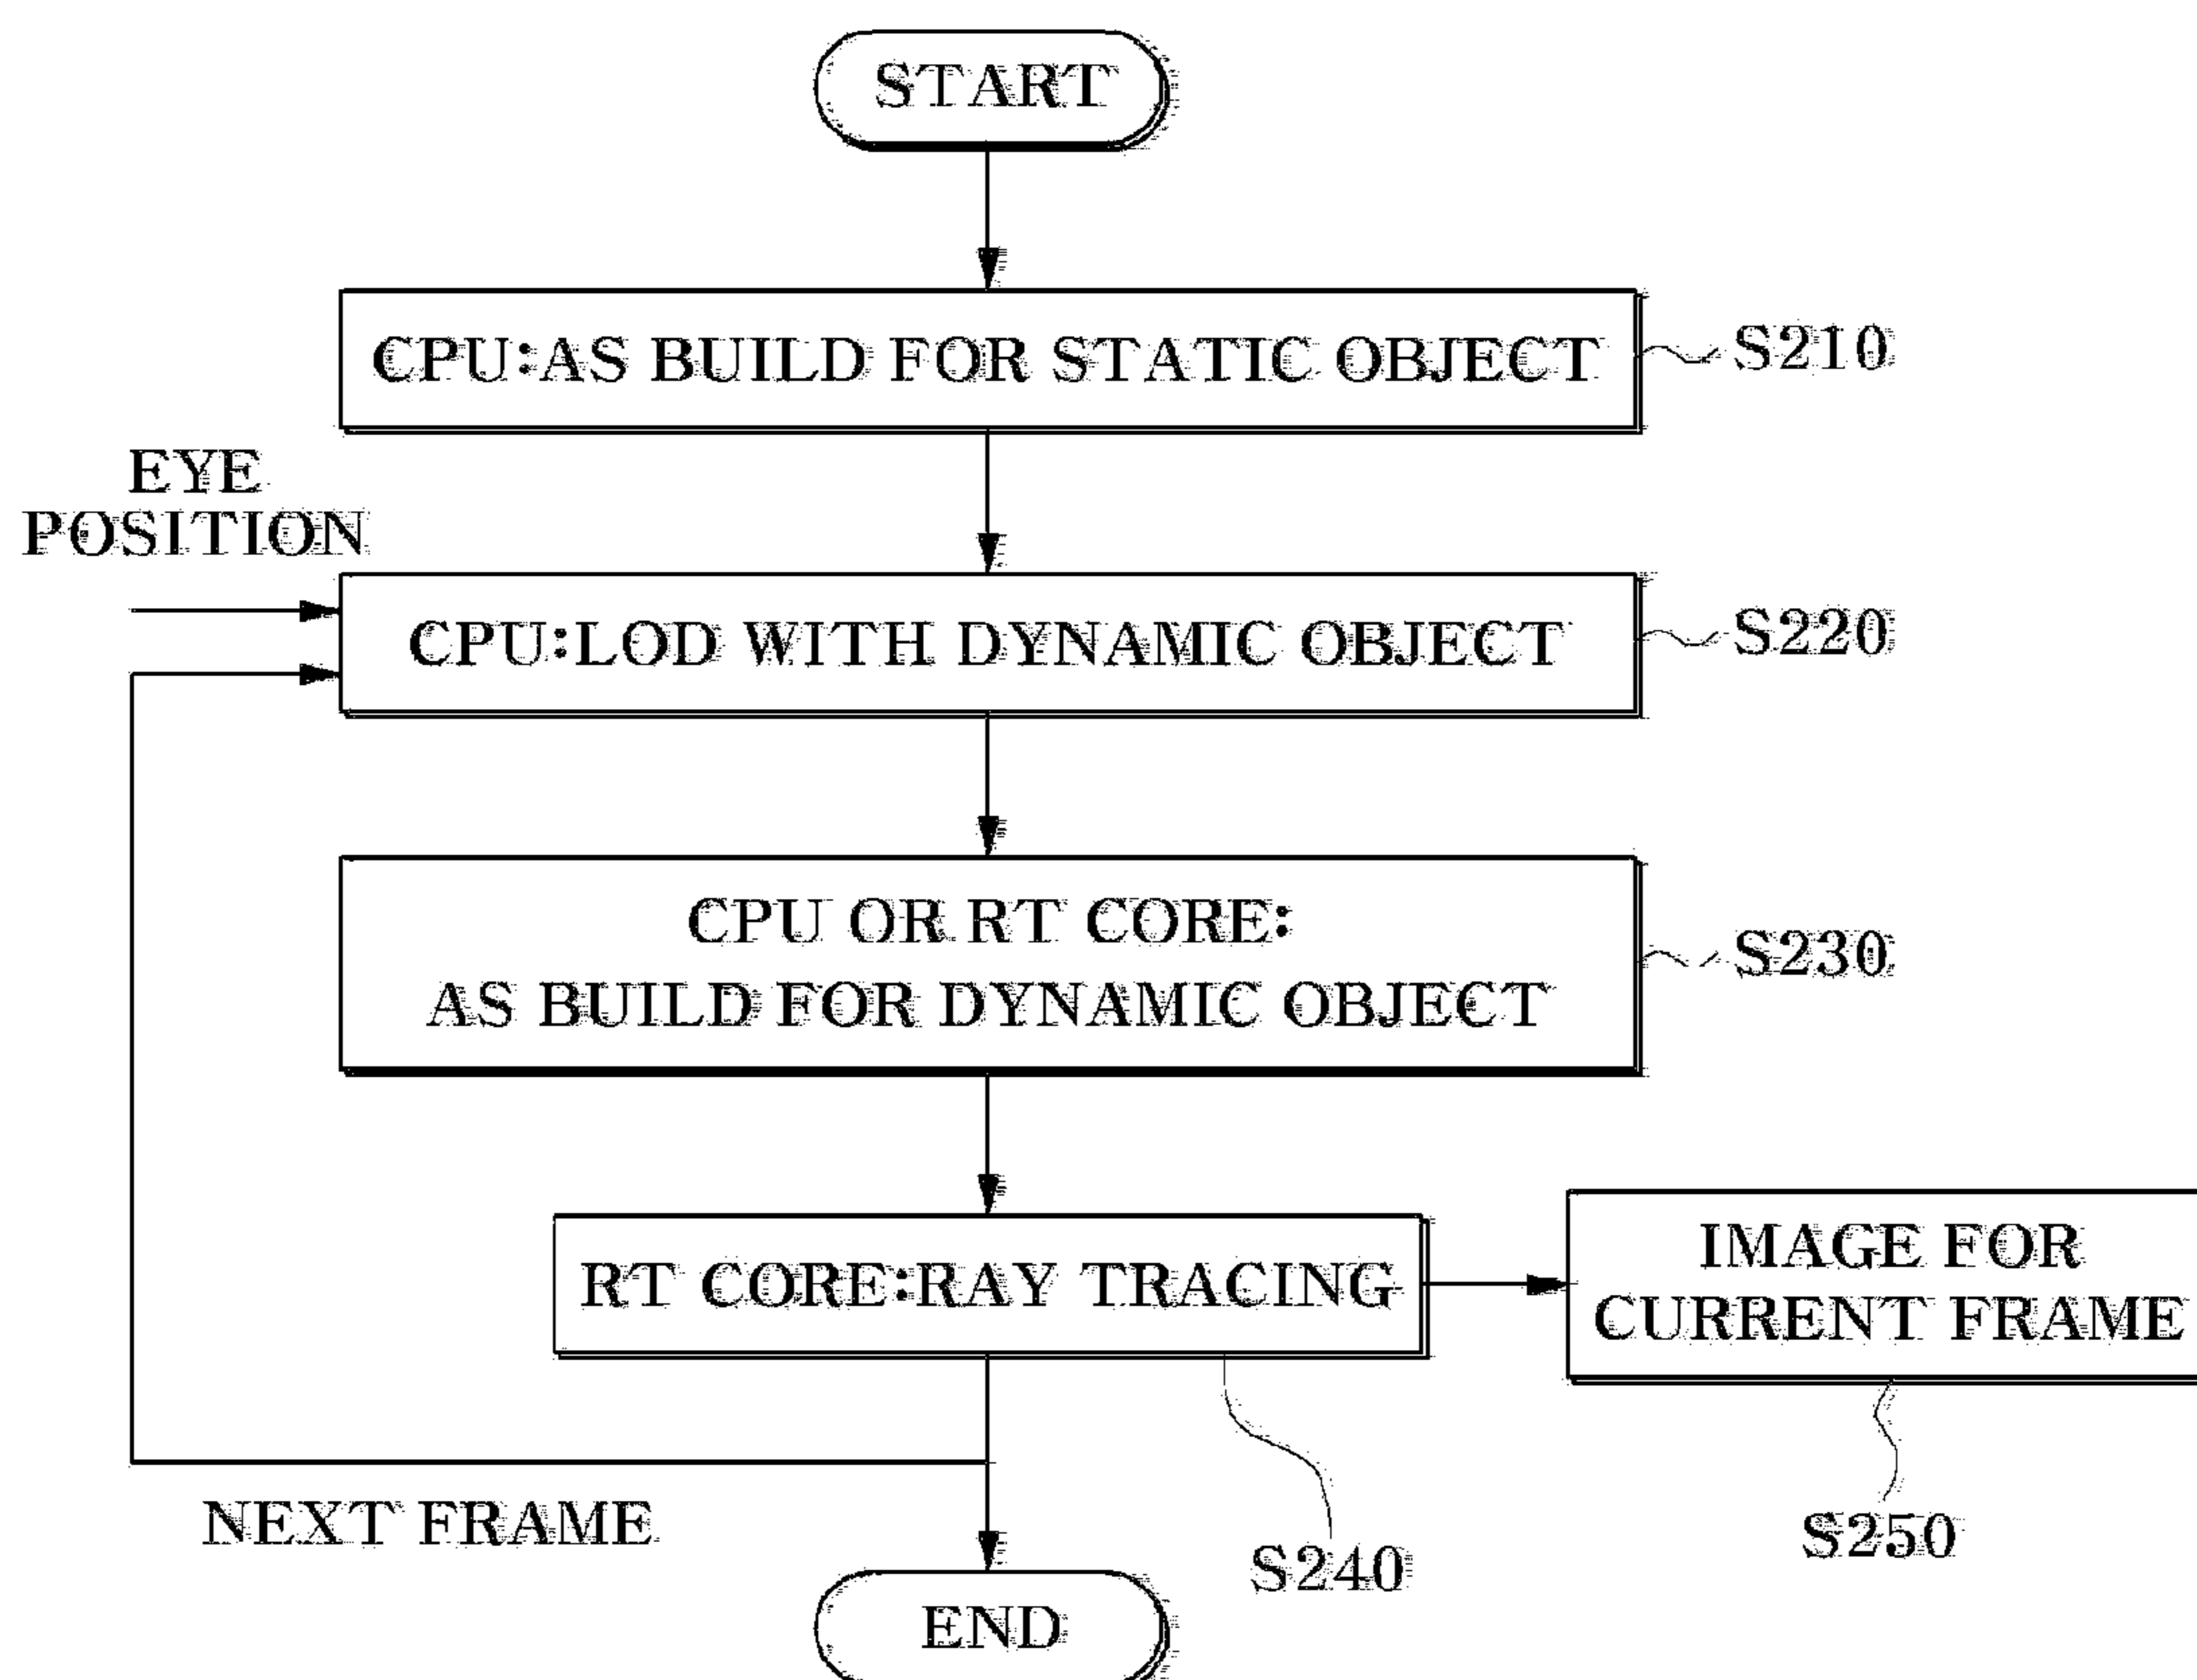 START
CPU:AS BUILD FOR STATIC OBJECT
S210
EYE
POSITION
CPU:LOD WITH DYNAMIC OBJECT
S220
CPU OR RT CORE:
AS BUILD FOR DYNAMIC OBJECT
S230
RT CORE:RAY TRACING
IMAGE FOR
CURRENT FRAME
NEXT FRAME
S240
S250
END